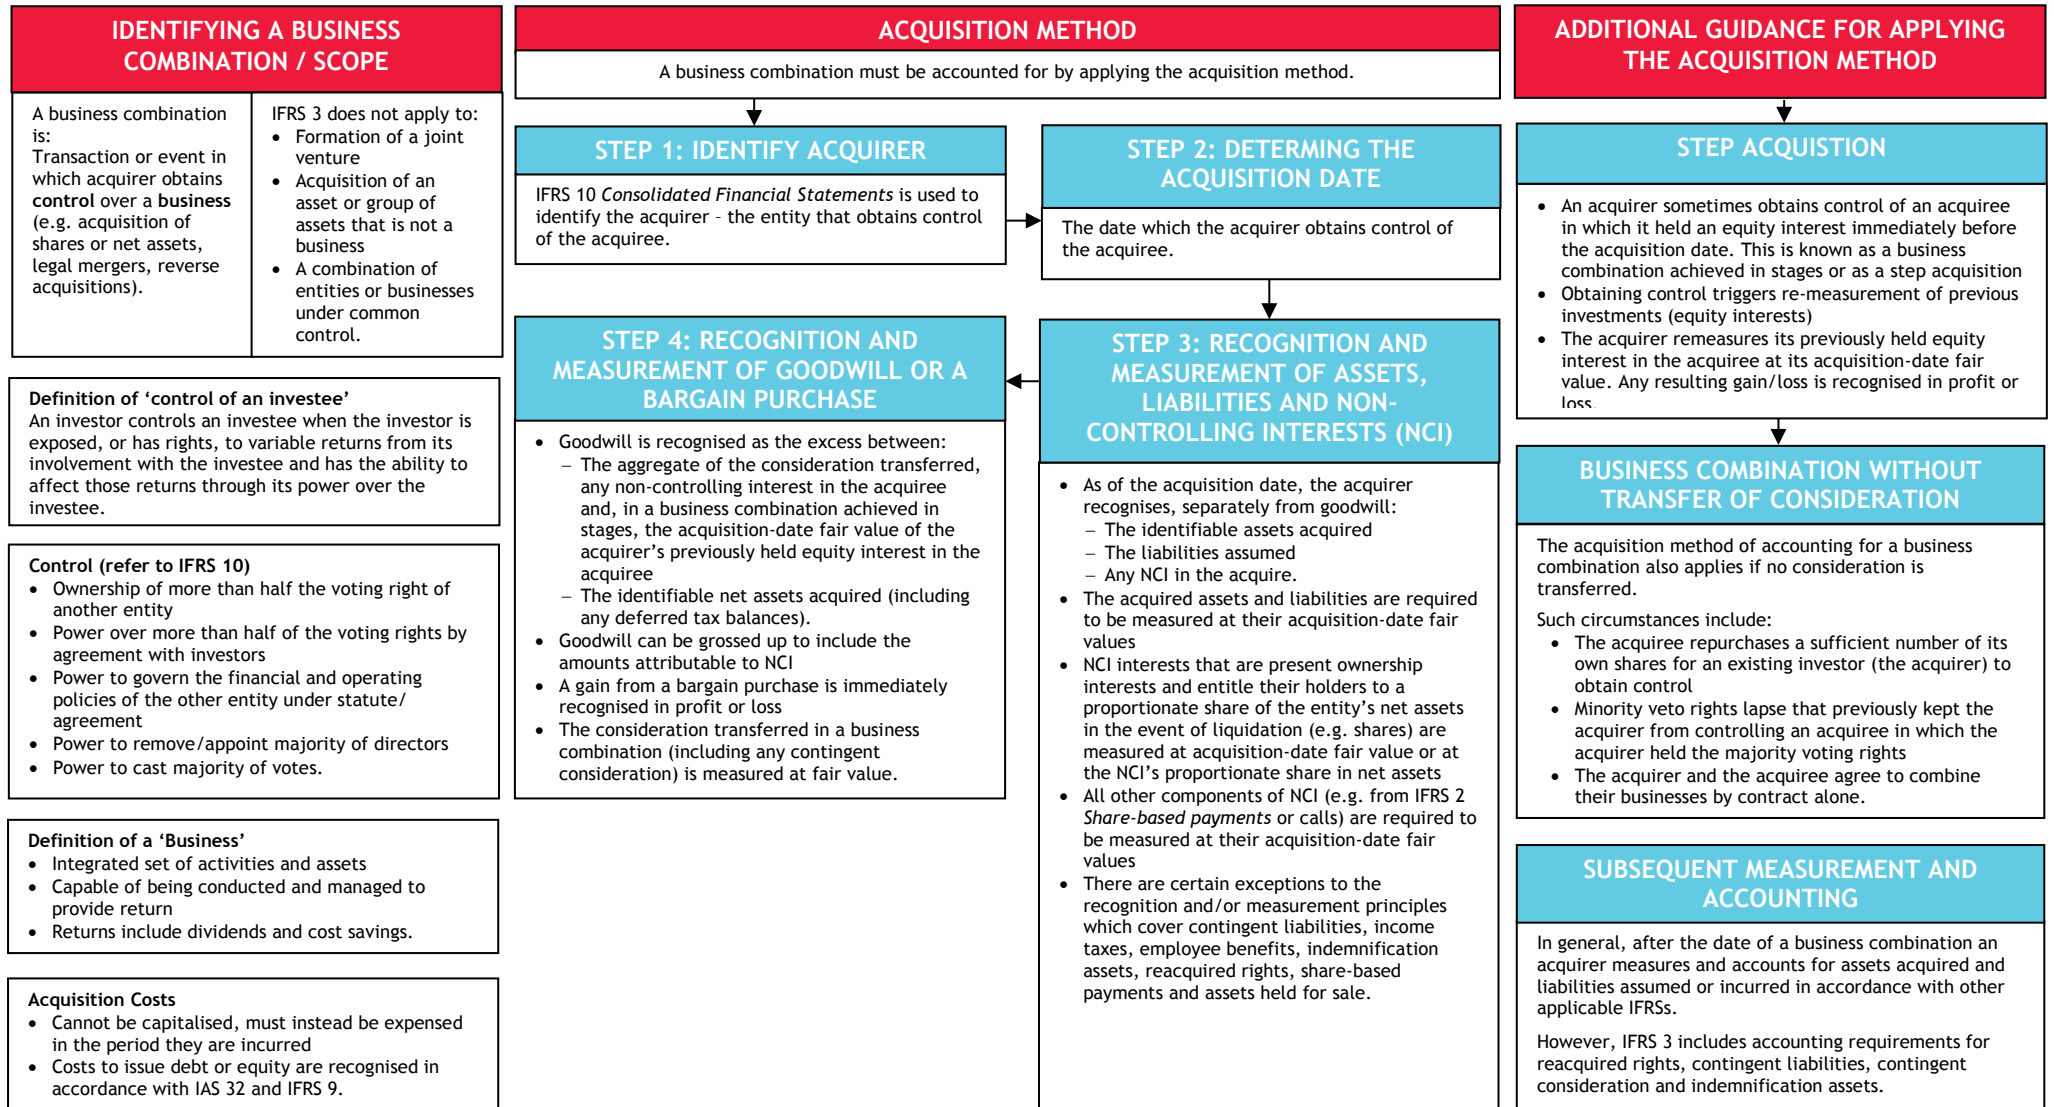 IDENTIFYING A BUSINESS
COMBINATION / SCOPE
A business combination
is:
Transaction or event in
which acquirer obtains
control over a business
(e.g. acquisition of
shares or net assets,
legal mergers, reverse
acquisitions).
IFRS 3 does not apply to:
• Formation of a joint
venture
• Acquisition of an
asset or group of
assets that is not a
business
• A combination of
entities or businesses
under common
control.
Definition of ‘control of an investee’
An investor controls an investee when the investor is
exposed, or has rights, to variable returns from its
involvement with the investee and has the ability to
affect those returns through its power over the
investee.
Control (refer to IFRS 10)
• Ownership of more than half the voting right of
another entity
• Power over more than half of the voting rights by
agreement with investors
• Power to govern the financial and operating
policies of the other entity under statute/
agreement
• Power to remove/appoint majority of directors
• Power to cast majority of votes.
Definition of a ‘Business’
• Integrated set of activities and assets
• Capable of being conducted and managed to
provide return
• Returns include dividends and cost savings.
Acquisition Costs
• Cannot be capitalised, must instead be expensed
in the period they are incurred
• Costs to issue debt or equity are recognised in
accordance with IAS 32 and IFRS 9.
ACQUISITION METHOD
A business combination must be accounted for by applying the acquisition method.
STEP 1: IDENTIFY ACQUIRER
IFRS 10 Consolidated Financial Statements is used to
identify the acquirer – the entity that obtains control
of the acquiree.
STEP 2: DETERMING THE
ACQUISITION DATE
The date which the acquirer obtains control of
the acquiree.
STEP 3: RECOGNITION AND
MEASUREMENT OF ASSETS,
LIABILITIES AND NON-
CONTROLLING INTERESTS (NCI)
• As of the acquisition date, the acquirer
recognises, separately from goodwill:
− The identifiable assets acquired
− The liabilities assumed
− Any NCI in the acquire.
• The acquired assets and liabilities are required
to be measured at their acquisition-date fair
values
• NCI interests that are present ownership
interests and entitle their holders to a
proportionate share of the entity’s net assets
in the event of liquidation (e.g. shares) are
measured at acquisition-date fair value or at
the NCI’s proportionate share in net assets
• All other components of NCI (e.g. from IFRS 2
Share-based payments or calls) are required to
be measured at their acquisition-date fair
values
• There are certain exceptions to the
recognition and/or measurement principles
which cover contingent liabilities, income
taxes, employee benefits, indemnification
assets, reacquired rights, share-based
payments and assets held for sale.
STEP 4: RECOGNITION AND
MEASUREMENT OF GOODWILL OR A
BARGAIN PURCHASE
• Goodwill is recognised as the excess between:
− The aggregate of the consideration transferred,
any non-controlling interest in the acquiree
and, in a business combination achieved in
stages, the acquisition-date fair value of the
acquirer’s previously held equity interest in the
acquiree
− The identifiable net assets acquired (including
any deferred tax balances).
• Goodwill can be grossed up to include the
amounts attributable to NCI
• A gain from a bargain purchase is immediately
recognised in profit or loss
• The consideration transferred in a business
combination (including any contingent
consideration) is measured at fair value.
ADDITIONAL GUIDANCE FOR APPLYING
THE ACQUISITION METHOD
STEP ACQUISTION
• An acquirer sometimes obtains control of an acquiree
in which it held an equity interest immediately before
the acquisition date. This is known as a business
combination achieved in stages or as a step acquisition
• Obtaining control triggers re-measurement of previous
investments (equity interests)
• The acquirer remeasures its previously held equity
interest in the acquiree at its acquisition-date fair
value. Any resulting gain/loss is recognised in profit or
loss.
BUSINESS COMBINATION WITHOUT
TRANSFER OF CONSIDERATION
The acquisition method of accounting for a business
combination also applies if no consideration is
transferred.
Such circumstances include:
• The acquiree repurchases a sufficient number of its
own shares for an existing investor (the acquirer) to
obtain control
• Minority veto rights lapse that previously kept the
acquirer from controlling an acquiree in which the
acquirer held the majority voting rights
• The acquirer and the acquiree agree to combine
their businesses by contract alone.
SUBSEQUENT MEASUREMENT AND
ACCOUNTING
In general, after the date of a business combination an
acquirer measures and accounts for assets acquired and
liabilities assumed or incurred in accordance with other
applicable IFRSs.
However, IFRS 3 includes accounting requirements for
reacquired rights, contingent liabilities, contingent
consideration and indemnification assets.